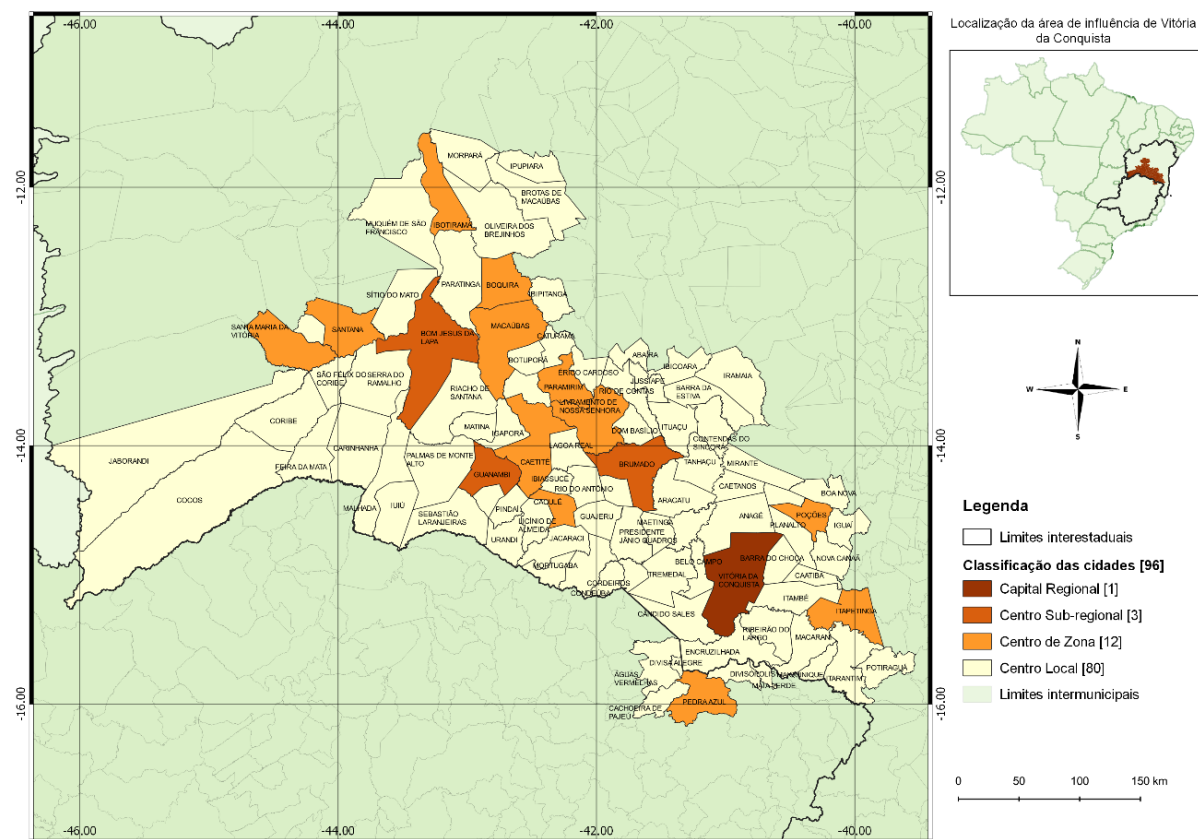 -46.00
-44.00
-42.00
-40.00
Localização da área de influência de Vitória
da Conquista
-12.00
-12.00
MORPARÁ
IPUPIARA
BROTAS DE
MACAÚBAS
MUQUÉM DE SÃO
FRANCISCO
IBOTIRAMA
OLIVEIRA DOS
BREJINHOS
PARATINGA
BOQUIRA
SÍTIO DO MATO
IBIPITANGA
SANTA MARIA DA
VITÓRIA
SANTANA
BOM JESUS DA
LAPA
MACAÚBAS
CATURAMA
BOTUPORÃ
ÉRICO CARDOSO
ABAÍRA
IBICOARA
IRAMAIA
SÃO FÉLIX DO
CORIBE
SERRA DO
RAMALHO
RIACHO DE
SANTANA
PARAMIRIM
RIO DE CONTAS
JUSSIAPE
BARRA DA
ESTIVA
LIVRAMENTO DE
NOSSA SENHORA
CORIBE
MATINA
IGAPORÃ
DOM BASÍLIO
ITUAÇU
CONTENDAS DO
SINCORÁ
-14.00
-14.00
JABORANDI
FEIRA DA MATA
CARINHANHA
PALMAS DE MONTE
ALTO
LAGOA REAL
CAETITÉ
GUANAMBI
BRUMADO
TANHAÇU
MIRANTE
COCOS
IBIASSUCÊ
RIO DO ANTÔNIO
CAETANOS
BOA NOVA
MALHADA
IUIÚ
SEBASTIÃO
LARANJEIRAS
PINDAÍ
CACULÉ
ARACATU
ANAGÉ
POÇÕES
LICÍNIO DE
ALMEIDA
GUAJERU
MAETINGA
PLANALTO
IGUAÍ
URANDI
JACARACI
PRESIDENTE
JÂNIO QUADROS
MORTUGABA
BELO CAMPO
BARRA DO CHOÇA
NOVA CANAÃ
CORDEIROS
CONDEÚBA
TREMEDAL
VITÓRIA DA
CONQUISTA
CAATIBA
ITAMBÉ
CÂNDIDO SALES
ITAPETINGA
RIBEIRÃO DO
LARGO
MACARANI
ENCRUZILHADA
DIVISA ALEGRE
POTIRAGUÁ
ÁGUAS
VERMELHAS
DIVISÓPOLIS
MAIQUINIQUE
ITARANTIM
MATA VERDE
PEDRA AZUL
CACHOEIRA DE
PAJEÚ
-16.00
-16.00
-46.00
-44.00
-42.00
-40.00
N
W
E
S
Legenda
Limites interestaduais
Classificação das cidades [96]
Capital Regional [1]
Centro Sub-regional [3]
Centro de Zona [12]
Centro Local [80]
Limites intermunicipais
0
50
100
150 km